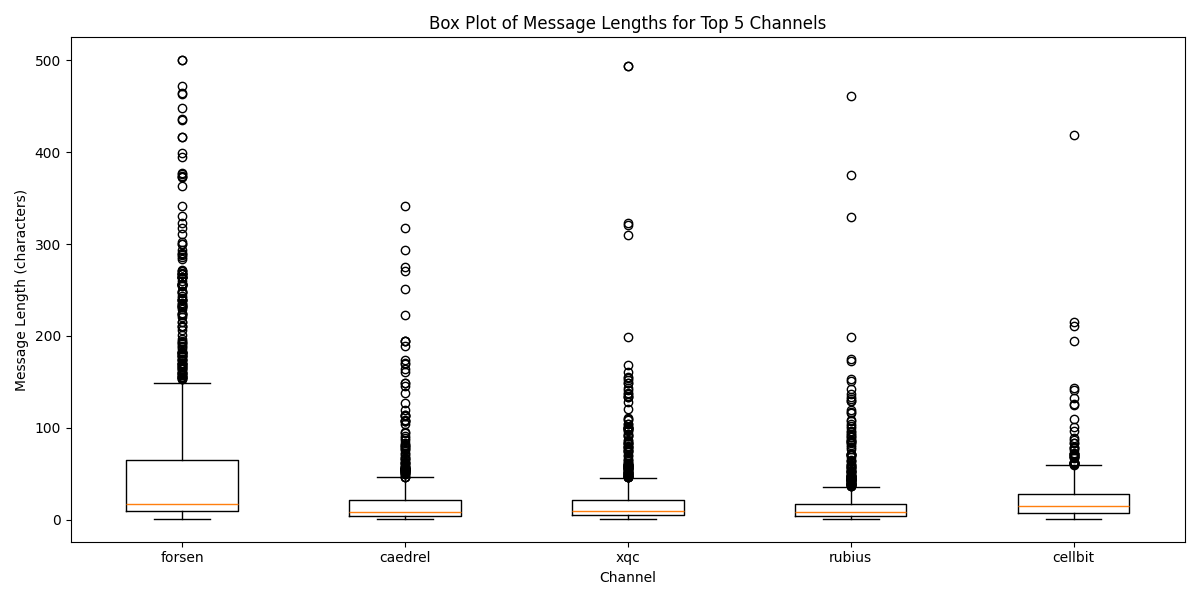 Box Plot of Message Lengths for Top 5 Channels
Message Length (characters)
500
400
300
200
100
0
forsen caedrel xqc rubius cellbit
Channel